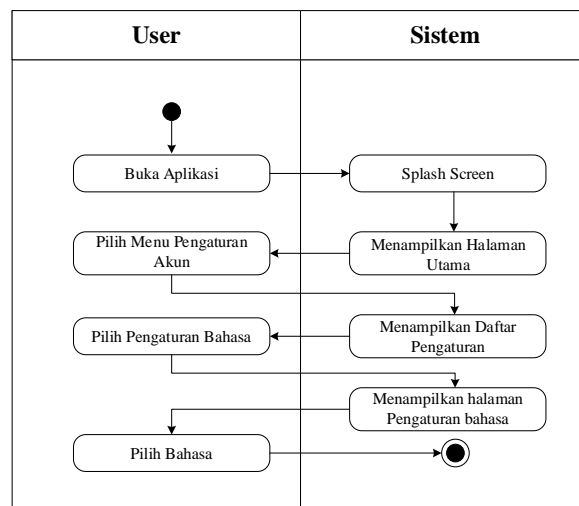 User
Sistem
Buka Aplikasi
Splash Screen
Menampilkan Halaman
Utama
Pilih Menu Pengaturan
Akun
Menampilkan Daftar
Pengaturan
Pilih Pengaturan Bahasa
Menampilkan halaman
Pengaturan bahasa
Pilih Bahasa